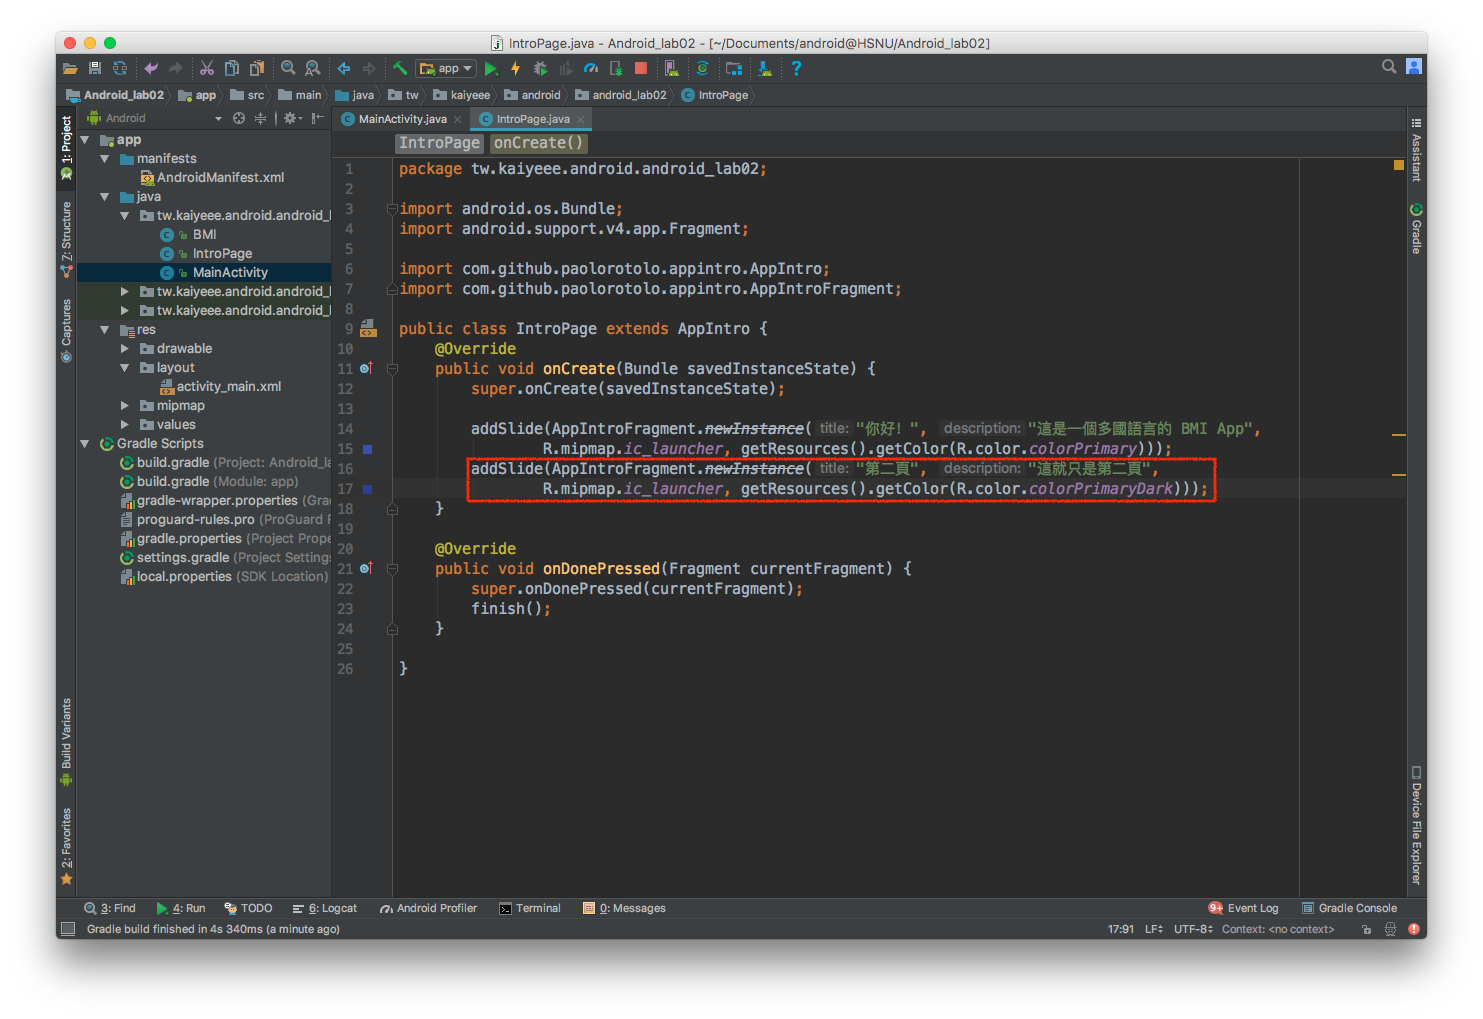 IntroPage.java - Android_lab02 - [~/Documents/android@HSNU/Android_lab02]
app
Android_lab02 app src main java tw kaiyeee android android_lab02 IntroPage
Android
MainActivity.java IntroPage.java
IntroPage onCreate()
1: Project
Z: Structure
Captures
Build Variants
2: Favorites
app
manifests
AndroidManifest.xml
java
tw.kaiyeee.android.android_l
BMI
IntroPage
MainActivity
tw.kaiyeee.android.android_l
tw.kaiyeee.android.android_l
res
drawable
layout
activity_main.xml
mipmap
values
Gradle Scripts
build.gradle (Project: Android_la
build.gradle (Module: app)
gradle-wrapper.properties (Grad
proguard-rules.pro (ProGuard R
gradle.properties (Project Prope
settings.gradle (Project Settings
local.properties (SDK Location)
1 package tw.kaiyeee.android.android_lab02;
2
3 import android.os.Bundle;
4 import android.support.v4.app.Fragment;
5
6 import com.github.paolorotolo.appintro.AppIntro;
7 import com.github.paolorotolo.appintro.AppIntroFragment;
8
9 public class IntroPage extends AppIntro {
10 @Override
11 public void onCreate(Bundle savedInstanceState) {
12 super.onCreate(savedInstanceState);
13
14 addSlide(AppIntroFragment.newInstance( title: "你好！", description: "這是一個多國語言的 BMI App",
15 R.mipmap.ic_launcher, getResources().getColor(R.color.colorPrimary)));
16 addSlide(AppIntroFragment.newInstance( title: "第二頁", description: "這就只是第二頁",
17 R.mipmap.ic_launcher, getResources().getColor(R.color.colorPrimaryDark)));
18 }
19
20 @Override
21 public void onDonePressed(Fragment currentFragment) {
22 super.onDonePressed(currentFragment);
23 finish();
24 }
25
26 }
Assistant
Gradle
Device File Explorer
3: Find 4: Run TODO 6: Logcat Android Profiler Terminal 0: Messages 9+ Event Log Gradle Console
Gradle build finished in 4s 340ms (a minute ago) 17:91 LF÷ UTF-8÷ Context: <no context>